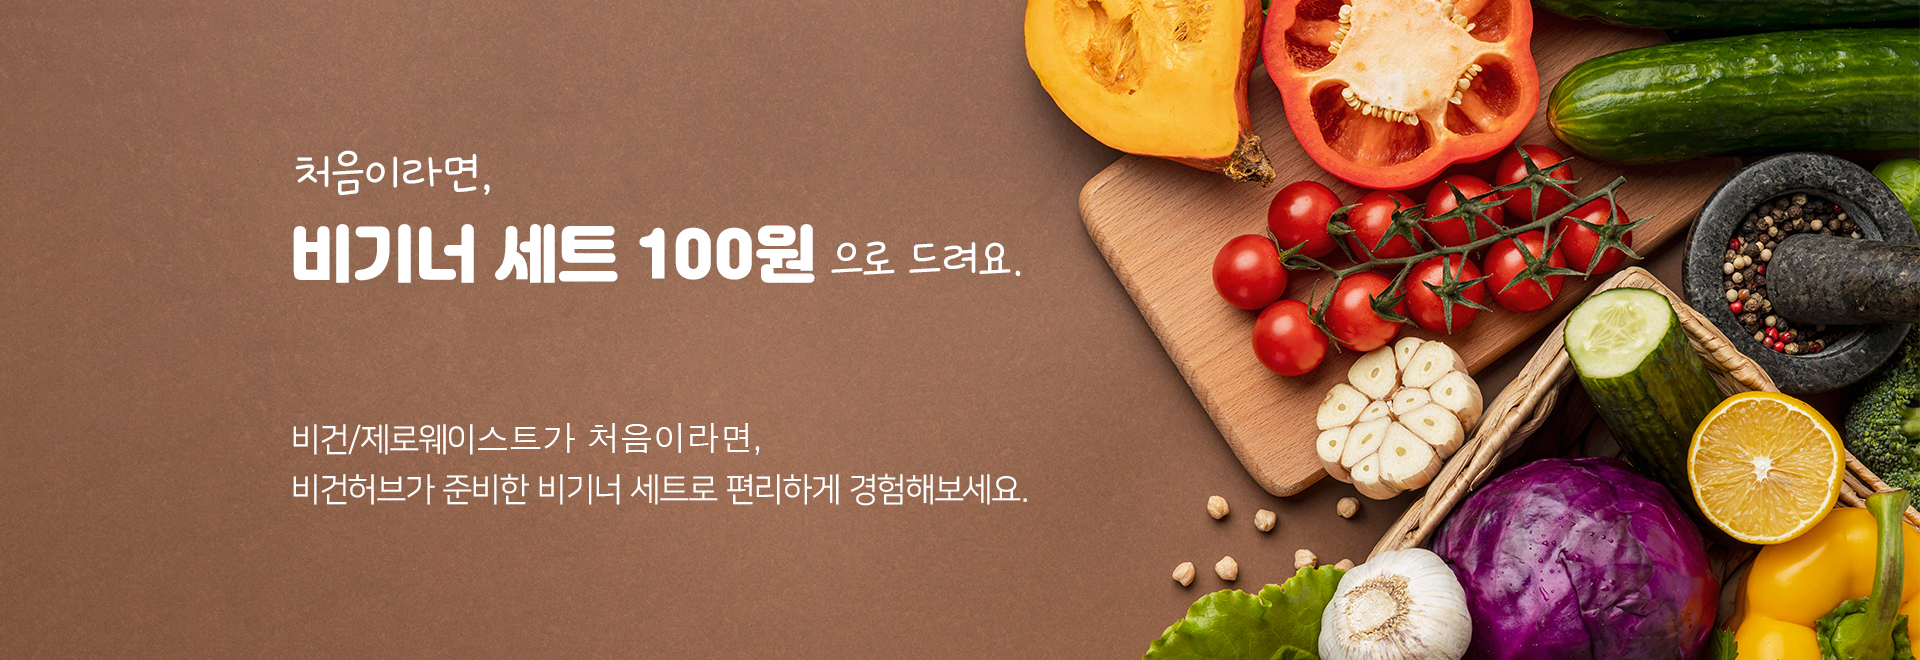 처음이라면,
비기너 세트 100원 으로 드려요.
비건/제로웨이스트가 처음이라면,
비건허브가 준비한 비기너 세트로 편리하게 경험해보세요.